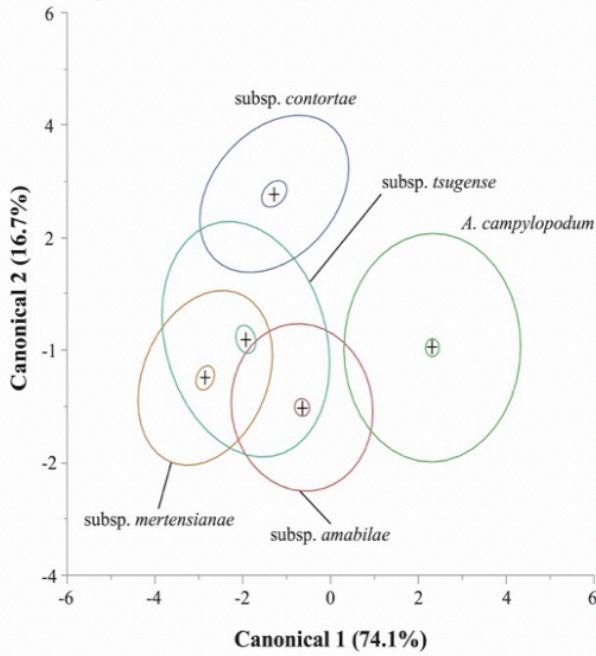 6
subsp. contortae
4
subsp. tsugense
A. campylopodum
2
Canonical 2 (16.7%)
-1
-2
subsp. mertensianae
subsp. amabilae
-4
-6 -4 -2 0 2 4 6
Canonical 1 (74.1%)